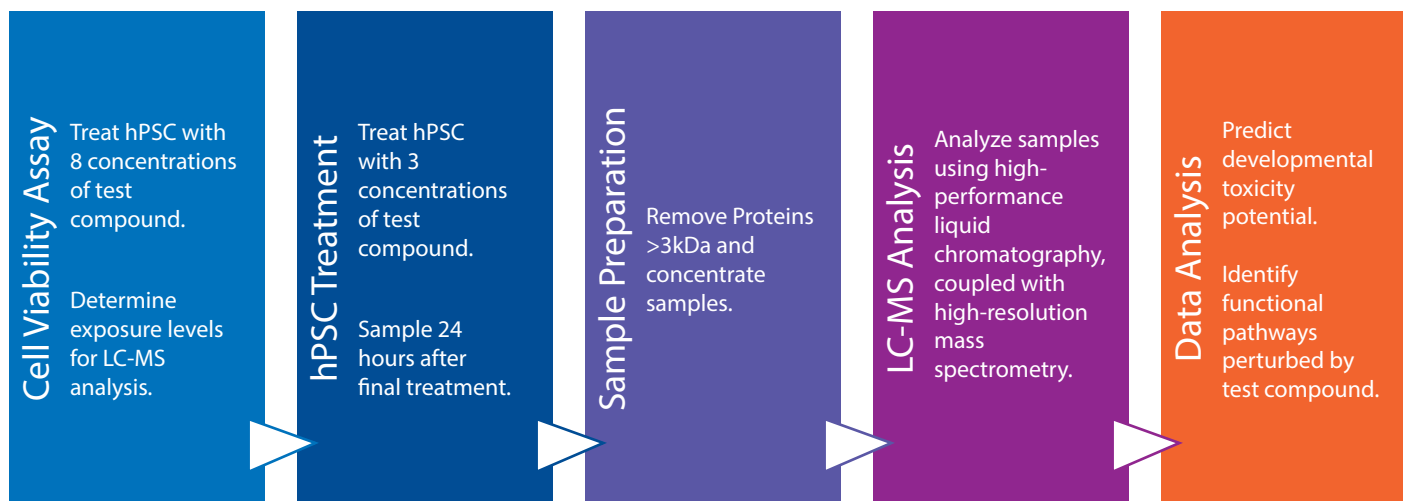 Cell Viability Assay
Treat hPSC with
8 concentrations
of test
compound.
Determine
exposure levels
for LC-MS
analysis.
hPSC Treatment
Treat hPSC
with 3
concentrations
of test
compound.
Sample 24
hours after
final treatment.
Sample Preparation
Remove Proteins
>3kDa and
concentrate
samples.
LC-MS Analysis
Analyze samples
using high-
performance
liquid
chromatography,
coupled with
high-resolution
mass
spectrometry.
Data Analysis
Predict
developmental
toxicity
potential.
Identify
functional
pathways
perturbed by
test compound.